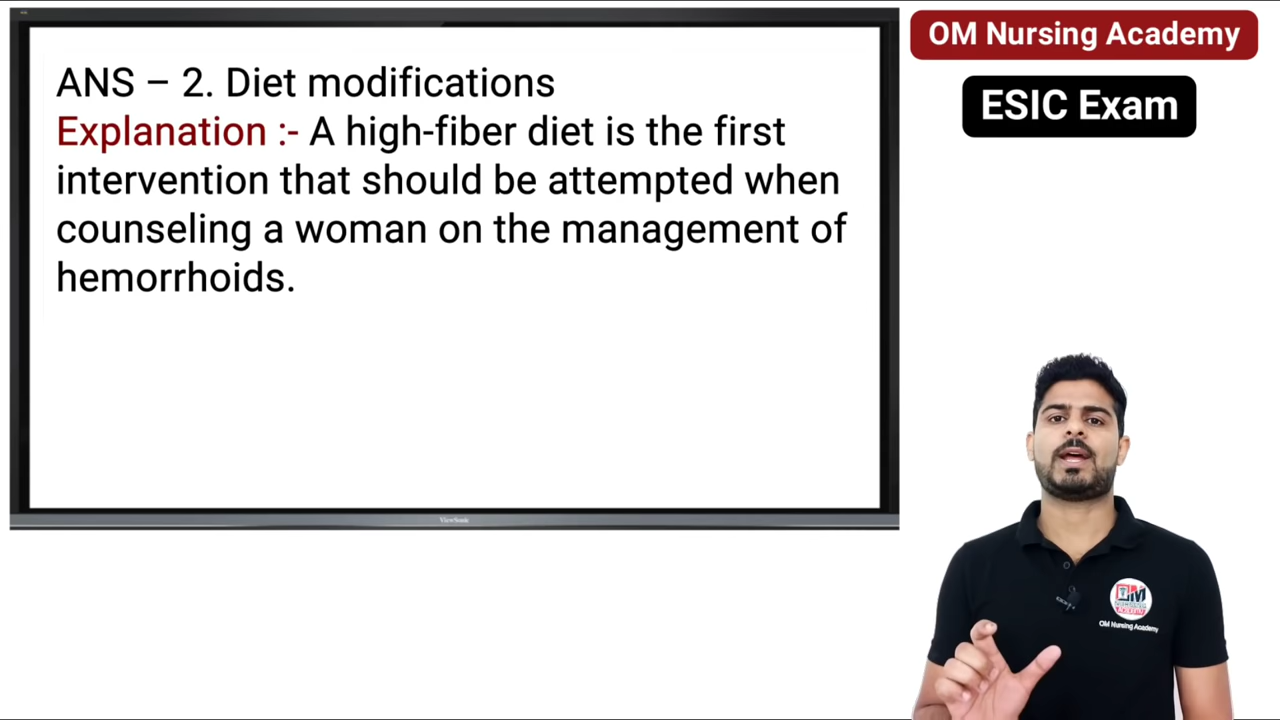 OM Nursing Academy
ESIC Exam
ANS – 2. Diet modifications
Explanation :- A high-fiber diet is the first
intervention that should be attempted when
counseling a woman on the management of
hemorrhoids.
ViewSonic
OM Nursing Academy